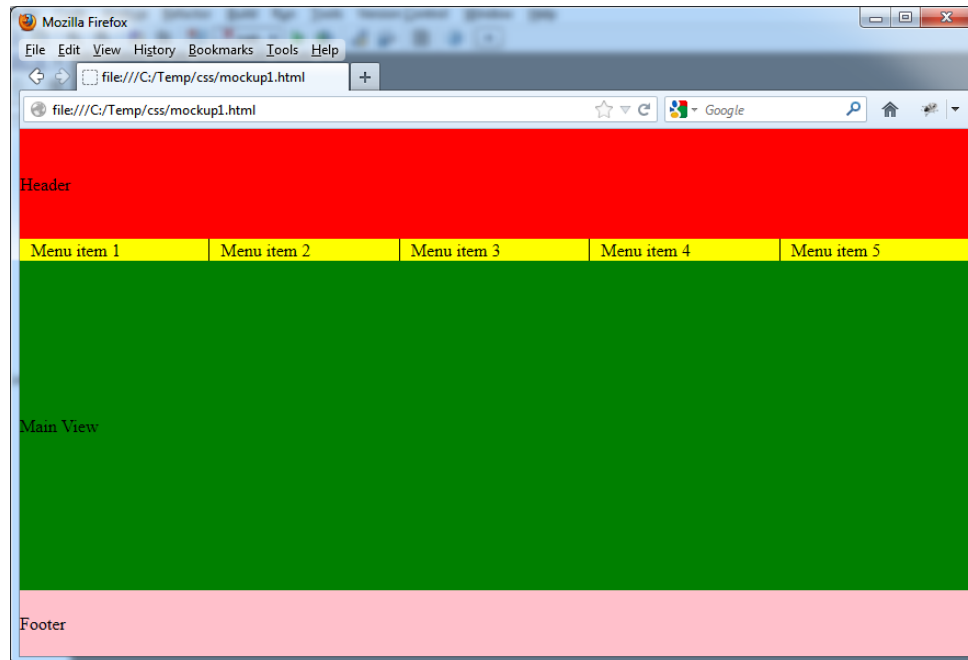 Mozilla Firefox
File Edit View History Bookmarks Tools Help
file:///C:/Temp/css/mockup1.html
file:///C:/Temp/css/mockup1.html
Google
Header
Menu item 1 Menu item 2 Menu item 3 Menu item 4 Menu item 5
Main View
Footer